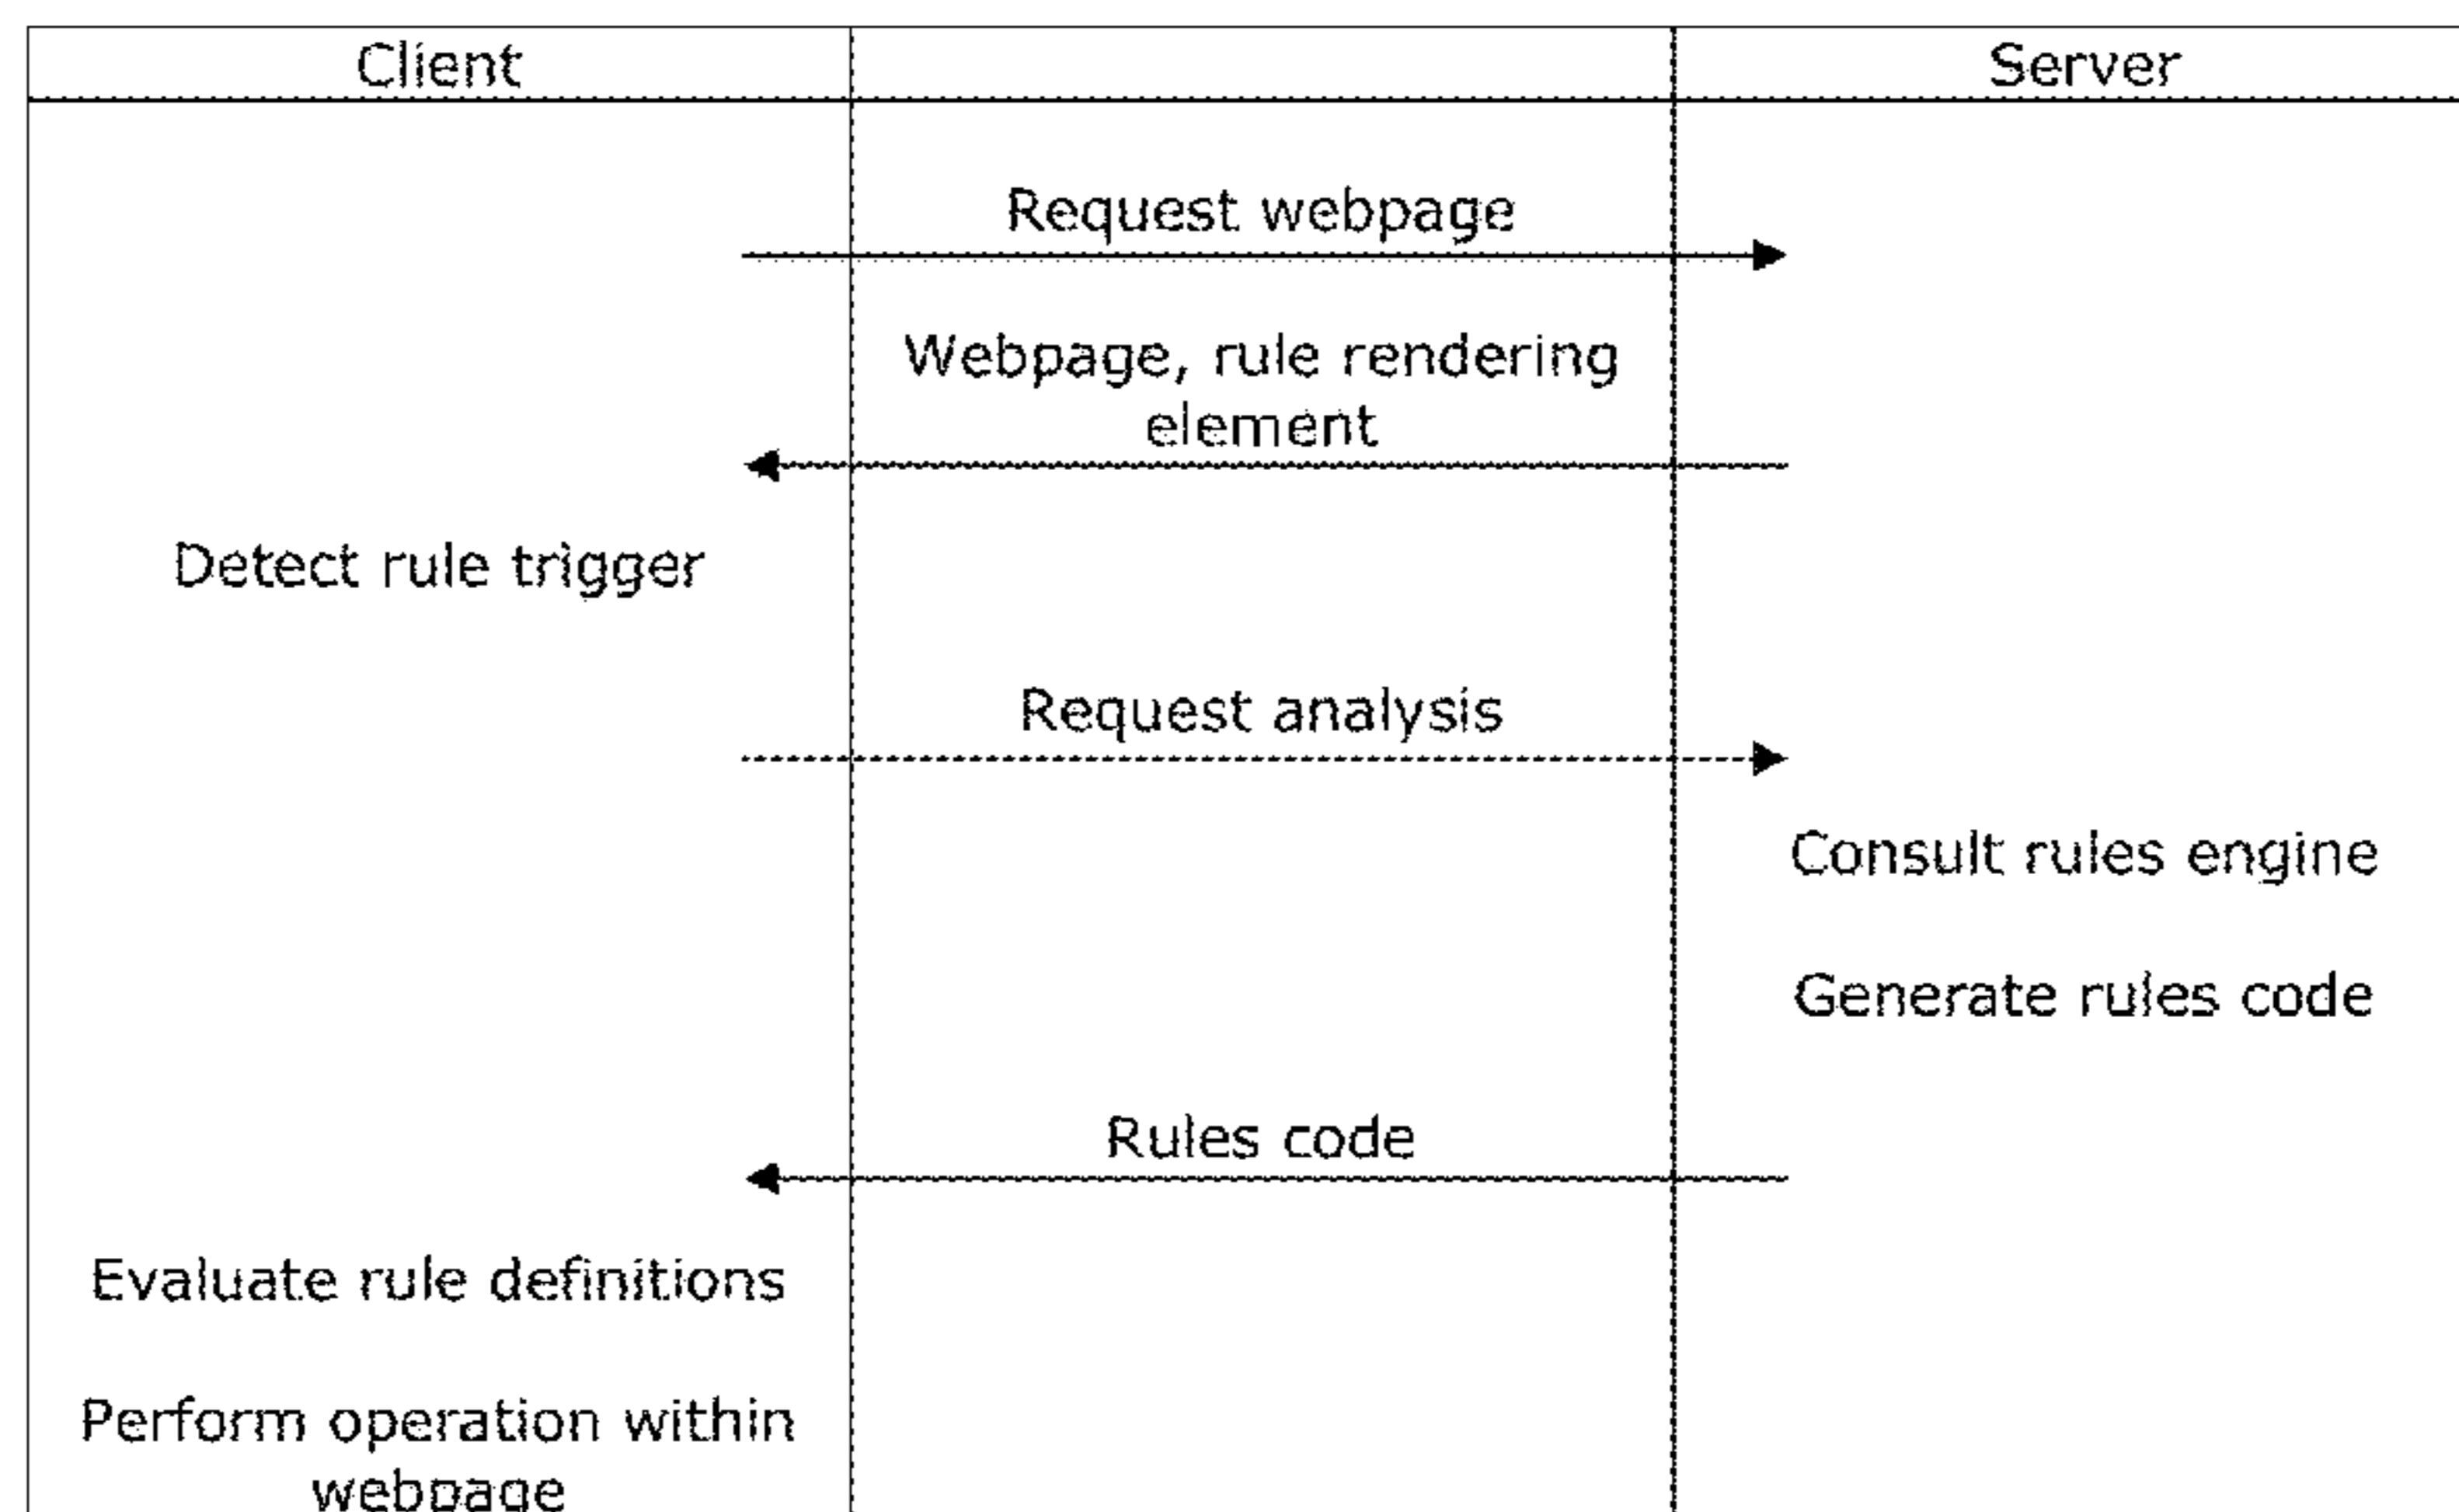 Client
Server
Request webpage
Webpage, rule rendering
element
Detect rule trigger
Request analysis
Consult rules engine
Generate rules code
Rules code
Evaluate rule definitions
Perform operation within
webpage